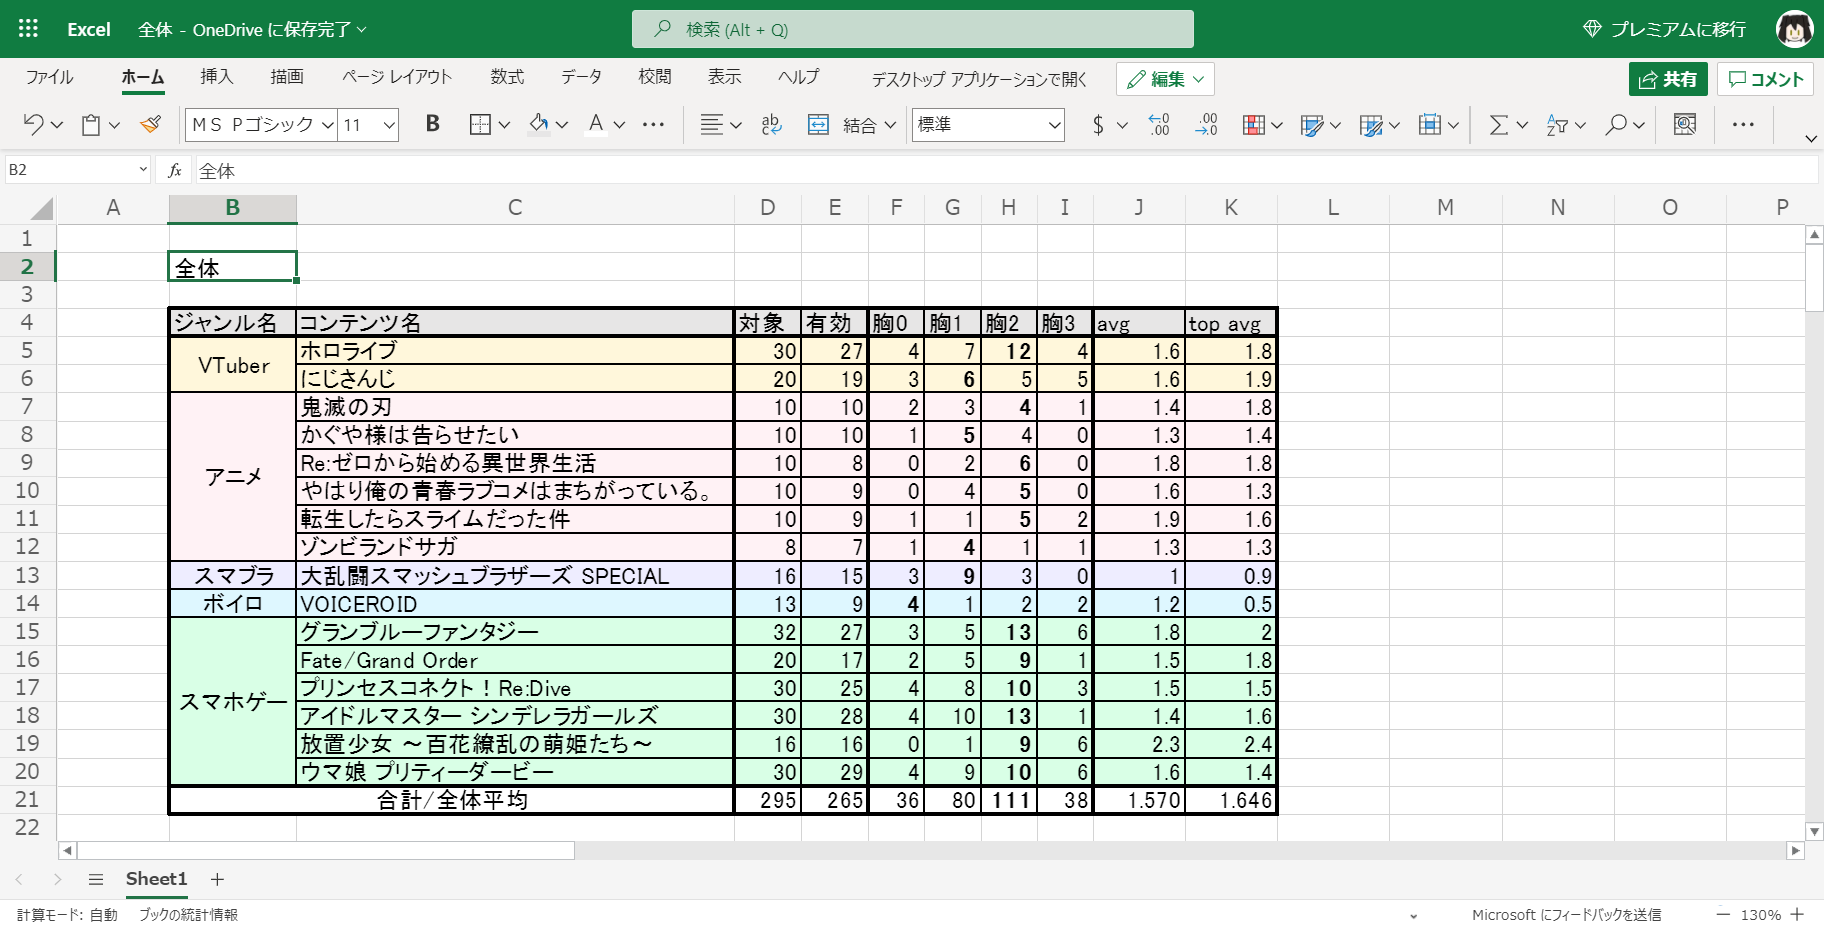 Excel 全体 - OneDrive に保存完了 検索 (Alt + Q) プレミアムに移行
ファイル ホーム 挿入 描画 ページ レイアウト 数式 データ 校閲 表示 ヘルプ デスクトップ アプリケーションで開く 編集 共有 コメント
ＭＳ Ｐゴシック 11 B A 結合 標準 $
B2 fx 全体
A B C D E F G H I J K L M N O P
1
2 全体
3
4 ジャンル名 コンテンツ名 対象 有効 胸0 胸1 胸2 胸3 avg top avg
5 VTuber ホロライブ 30 27 4 7 12 4 1.6 1.8
6 にじさんじ 20 19 3 6 5 5 1.6 1.9
7 アニメ 鬼滅の刃 10 10 2 3 4 1 1.4 1.8
8 かぐや様は告らせたい 10 10 1 5 4 0 1.3 1.4
9 Re:ゼロから始める異世界生活 10 8 0 2 6 0 1.8 1.8
10 やはり俺の青春ラブコメはまちがっている。 10 9 0 4 5 0 1.6 1.3
11 転生したらスライムだった件 10 9 1 1 5 2 1.9 1.6
12 ゾンビランドサガ 8 7 1 4 1 1 1.3 1.3
13 スマブラ 大乱闘スマッシュブラザーズ SPECIAL 16 15 3 9 3 0 1 0.9
14 ボイロ VOICEROID 13 9 4 1 2 2 1.2 0.5
15 スマホゲー グランブルーファンタジー 32 27 3 5 13 6 1.8 2
16 Fate/Grand Order 20 17 2 5 9 1 1.5 1.8
17 プリンセスコネクト！Re:Dive 30 25 4 8 10 3 1.5 1.5
18 アイドルマスター シンデレラガールズ 30 28 4 10 13 1 1.4 1.6
19 放置少女 ～百花繚乱の萌姫たち～ 16 16 0 1 9 6 2.3 2.4
20 ウマ娘 プリティーダービー 30 29 4 9 10 6 1.6 1.4
21 合計/全体平均 295 265 36 80 111 38 1.570 1.646
22
Sheet1
計算モード: 自動 ブックの統計情報 Microsoft にフィードバックを送信 130%